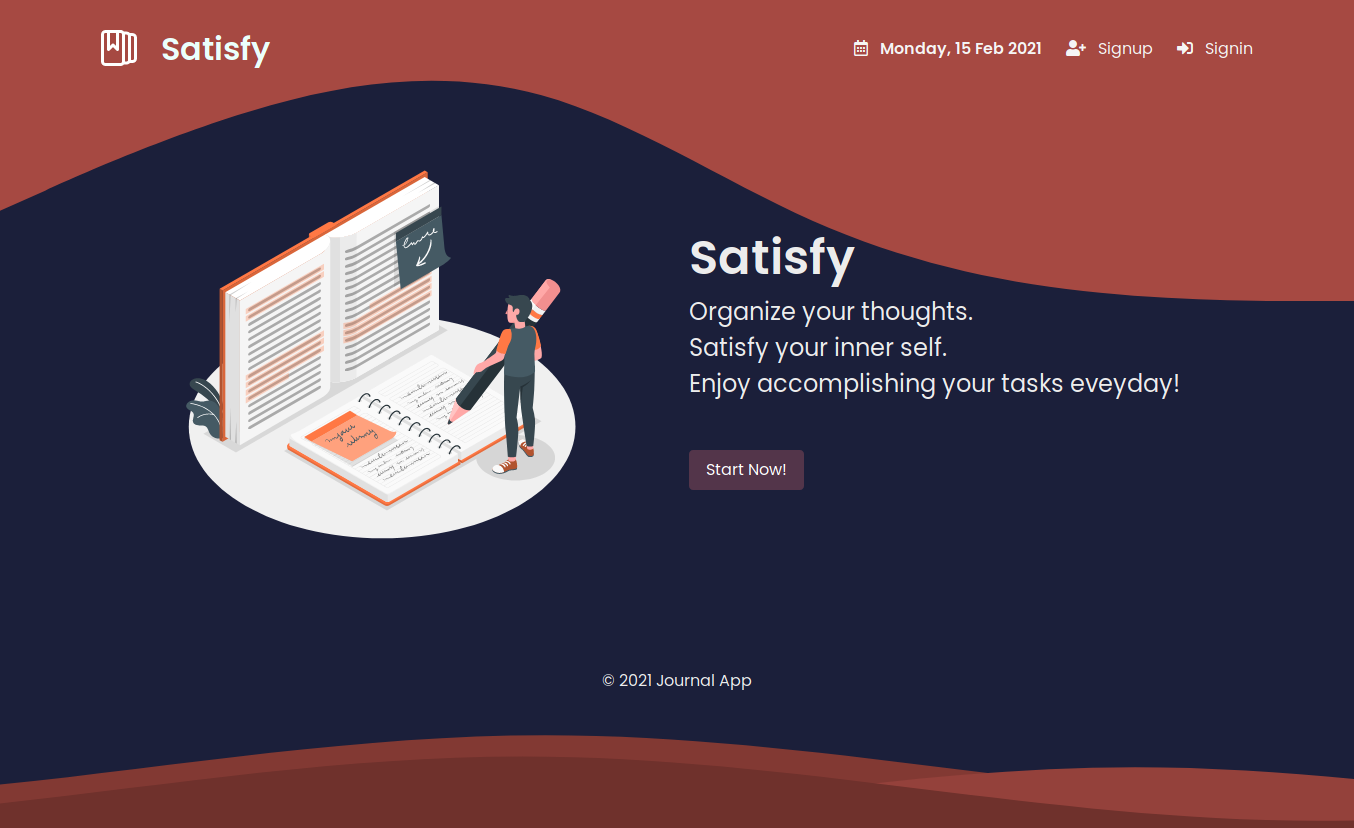 Satisfy
Monday, 15 Feb 2021
Signup
Signin
Satisfy
Organize your thoughts.
Satisfy your inner self.
Enjoy accomplishing your tasks eveyday!
Start Now!
© 2021 Journal App